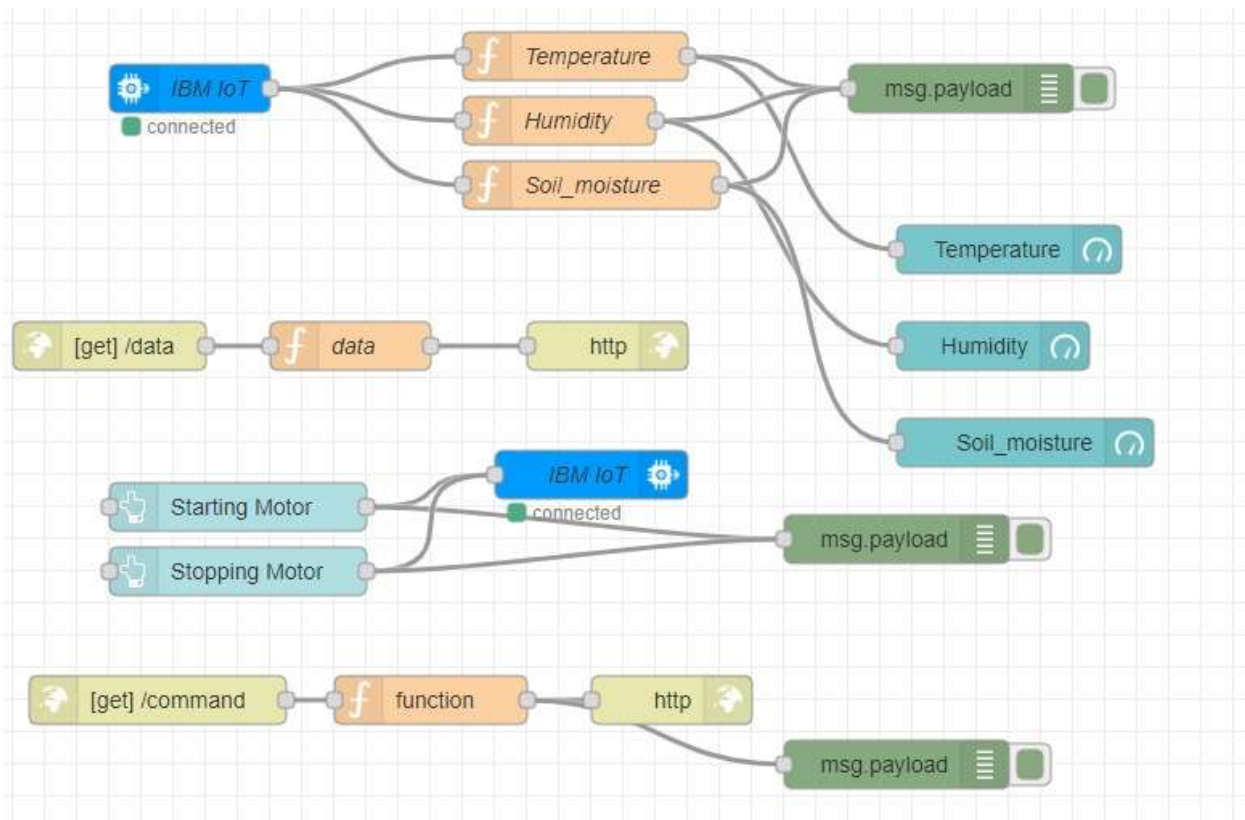 Temperature
IBM IoT
msg.payload
connected
Humidity
Soil_moisture
Temperature
[get] /data
data
http
Humidity
Soil_moisture
IBM IoT
connected
Starting Motor
msg.payload
Stopping Motor
[get] /command
function
http
msg.payload